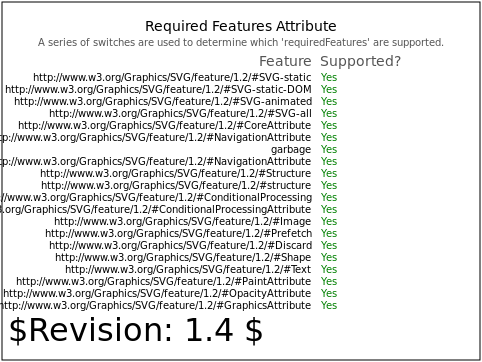 Required Features Attribute
A series of switches are used to determine which 'requiredFeatures' are supported.
Feature Supported?
http://www.w3.org/Graphics/SVG/feature/1.2/#SVG-static Yes
http://www.w3.org/Graphics/SVG/feature/1.2/#SVG-static-DOM Yes
http://www.w3.org/Graphics/SVG/feature/1.2/#SVG-animated Yes
http://www.w3.org/Graphics/SVG/feature/1.2/#SVG-all Yes
http://www.w3.org/Graphics/SVG/feature/1.2/#CoreAttribute Yes
tp://www.w3.org/Graphics/SVG/feature/1.2/#NavigationAttribute Yes
garbage Yes
tp://www.w3.org/Graphics/SVG/feature/1.2/#NavigationAttribute Yes
http://www.w3.org/Graphics/SVG/feature/1.2/#Structure Yes
http://www.w3.org/Graphics/SVG/feature/1.2/#structure Yes
//www.w3.org/Graphics/SVG/feature/1.2/#ConditionalProcessing Yes
3.org/Graphics/SVG/feature/1.2/#ConditionalProcessingAttribute Yes
http://www.w3.org/Graphics/SVG/feature/1.2/#Image Yes
http://www.w3.org/Graphics/SVG/feature/1.2/#Prefetch Yes
http://www.w3.org/Graphics/SVG/feature/1.2/#Discard Yes
http://www.w3.org/Graphics/SVG/feature/1.2/#Shape Yes
http://www.w3.org/Graphics/SVG/feature/1.2/#Text Yes
http://www.w3.org/Graphics/SVG/feature/1.2/#PaintAttribute Yes
http://www.w3.org/Graphics/SVG/feature/1.2/#OpacityAttribute Yes
http://www.w3.org/Graphics/SVG/feature/1.2/#GraphicsAttribute Yes
$Revision: 1.4 $